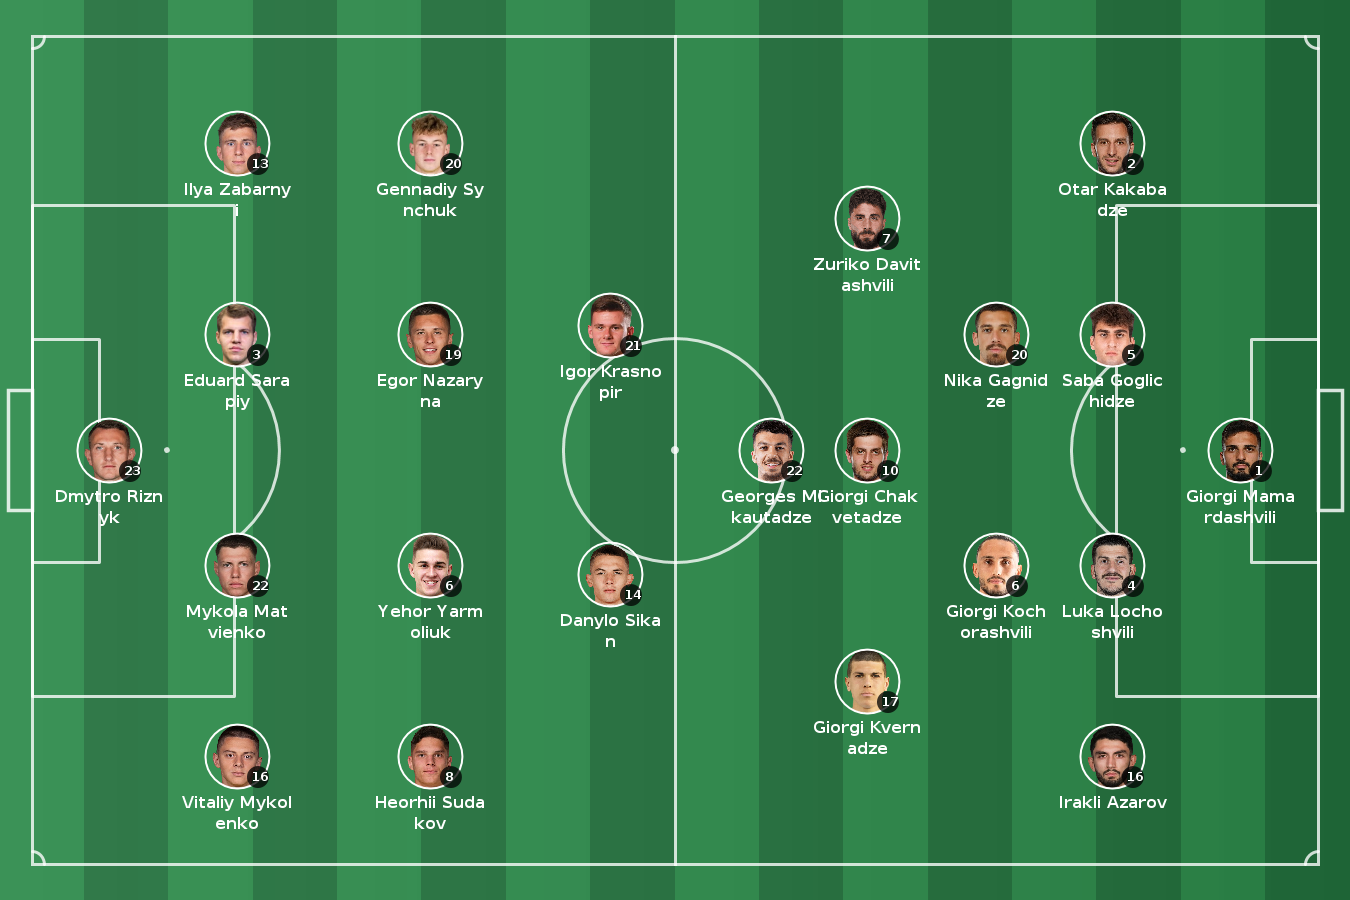 13
Ilya Zabarny
i
20
Gennadiy Sy
nchuk
2
Otar Kakaba
dze
7
Zuriko Davit
ashvili
3
Eduard Sara
piy
19
Egor Nazary
na
21
Igor Krasno
pir
20
Nika Gagnid
ze
5
Saba Goglic
hidze
23
Dmytro Rizn
yk
22
Georges Mi
kautadze
10
Giorgi Chak
vetadze
1
Giorgi Mama
rdashvili
22
Mykola Mat
vienko
6
Yehor Yarm
oliuk
14
Danylo Sika
n
6
Giorgi Koch
orashvili
4
Luka Locho
shvili
17
Giorgi Kvern
adze
16
Vitaliy Mykol
enko
8
Heorhii Suda
kov
16
Irakli Azarov